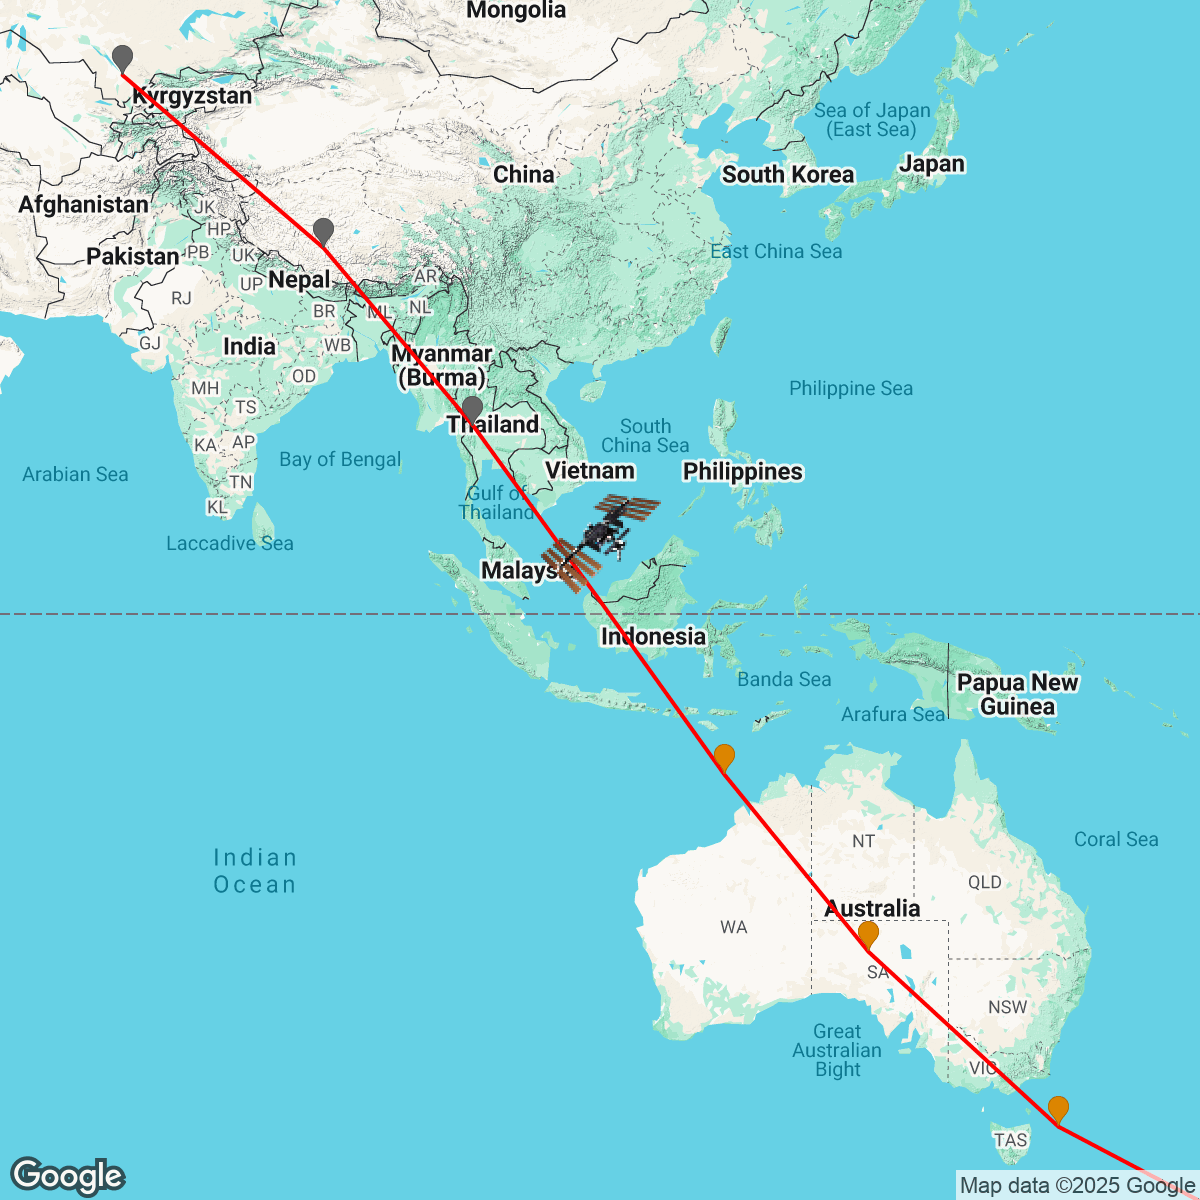 Mongolia
Kyrgyzstan
Sea of Japan
(East Sea)
China
South Korea
Japan
Afghanistan
JK
HP
Pakistan
PB
UK
East China Sea
Nepal
AR
UP
RJ
BR
ML
NL
GJ
India
WB
Myanmar
(Burma)
OD
MH
Philippine Sea
TS
Thailand
South
China Sea
KA
AP
Bay of Bengal
Arabian Sea
Vietnam
Philippines
TN
Gulf of
Thailand
KL
Laccadive Sea
Malays
Indonesia
Banda Sea
Papua New
Guinea
Arafura Sea
Indian
Ocean
NT
Coral Sea
QLD
Australia
WA
SA
NSW
Great
Australian
Bight
VIC
TAS
Google
Map data ©2025 Google